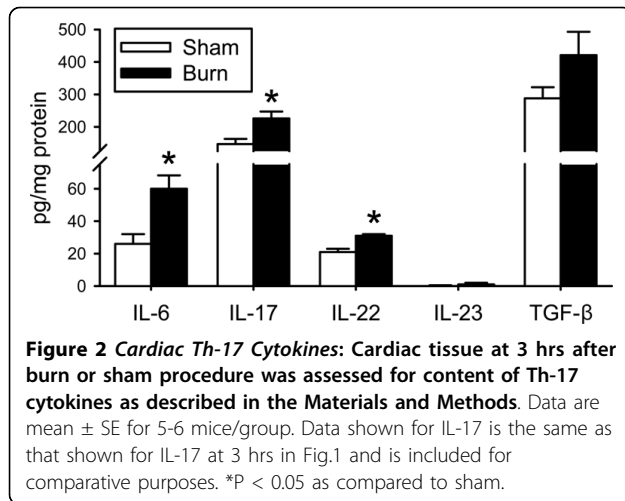 500
400
300
200
60
40
20
0
pg/mg protein
Sham
Burn
*
*
*
IL-6 IL-17 IL-22 IL-23 TGF-β
Figure 2 Cardiac Th-17 Cytokines: Cardiac tissue at 3 hrs after
burn or sham procedure was assessed for content of Th-17
cytokines as described in the Materials and Methods. Data are
mean ± SE for 5-6 mice/group. Data shown for IL-17 is the same as
that shown for IL-17 at 3 hrs in Fig.1 and is included for
comparative purposes. *P < 0.05 as compared to sham.